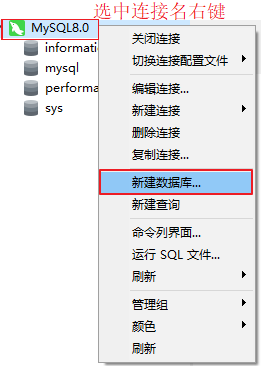 选中连接名右键
MySQL8.0
informati
mysql
performa
sys
关闭连接
切换连接配置文件
编辑连接...
新建连接
删除连接
复制连接...
新建数据库...
新建查询
命令列界面...
运行 SQL 文件...
刷新
管理组
颜色
刷新